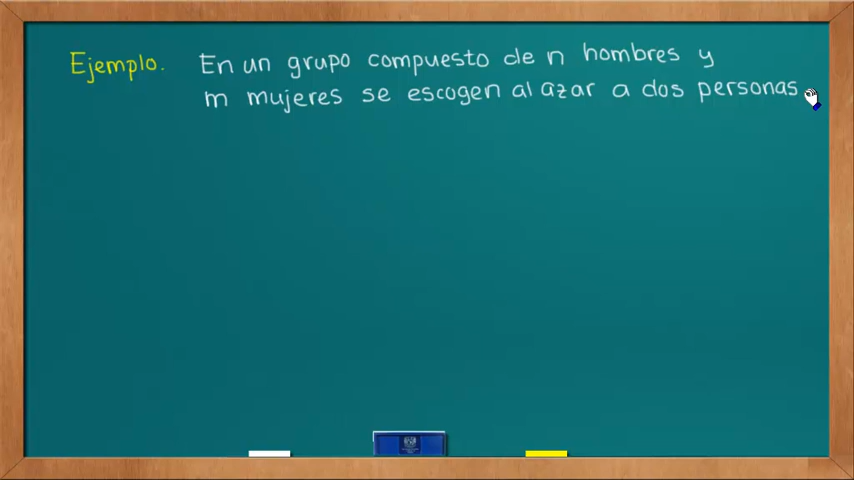 Ejemplo. En un grupo compuesto de n hombres y
m mujeres se escogen al azar a dos personas